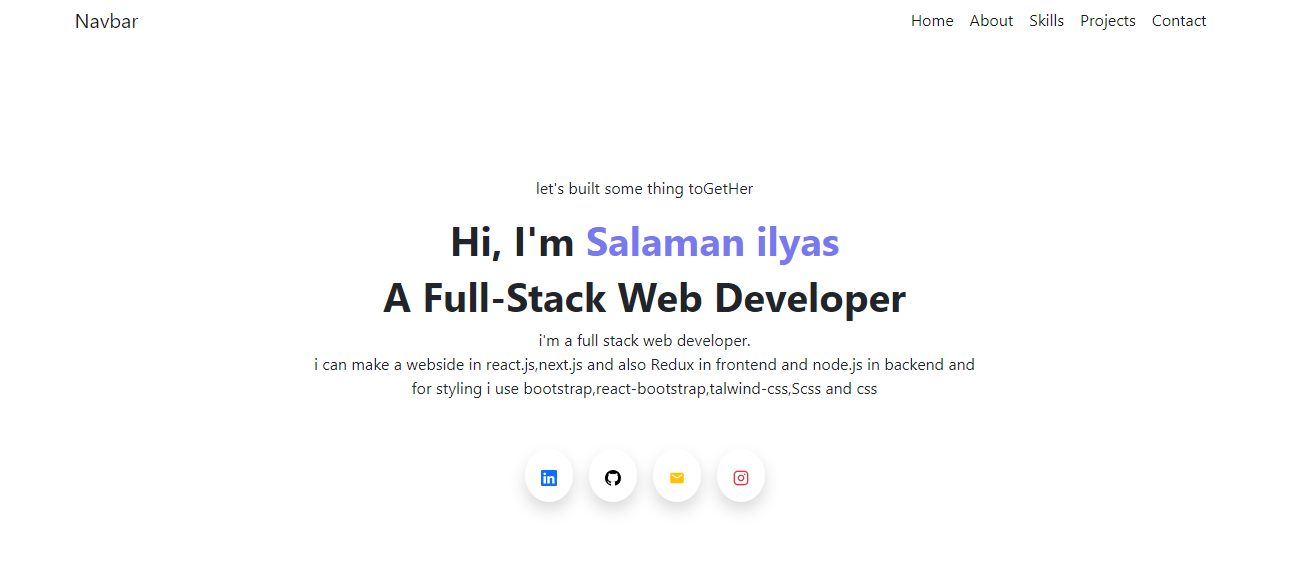 Navbar
Home About Skills Projects Contact
let's built some thing toGetHer
Hi, I'm Salaman ilyas
A Full-Stack Web Developer
i'm a full stack web developer.
i can make a webside in react.js,next.js and also Redux in frontend and node.js in backend and
for styling i use bootstrap,react-bootstrap,talwind-css,Scss and css
in